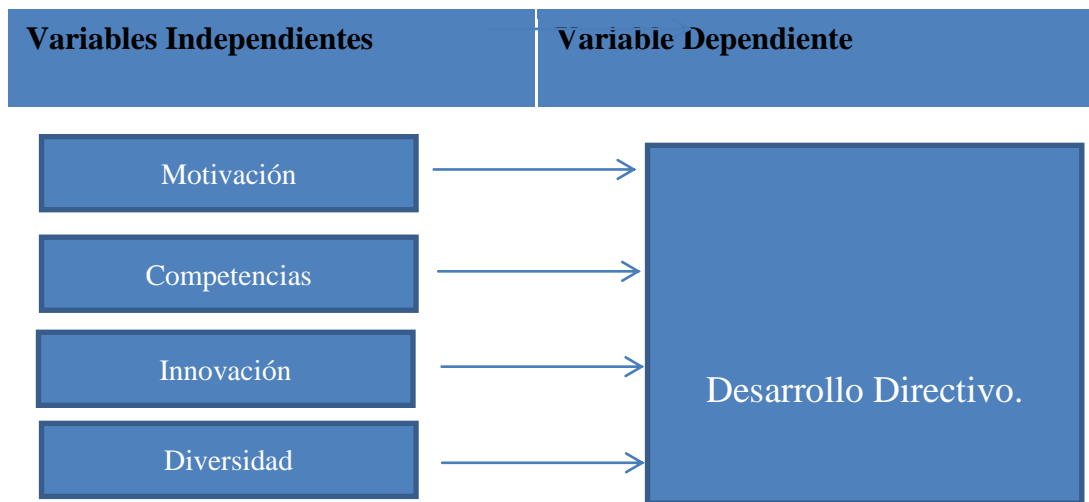 Variables Independientes
Variable Dependiente
Motivación
Competencias
Innovación
Diversidad
Desarrollo Directivo.